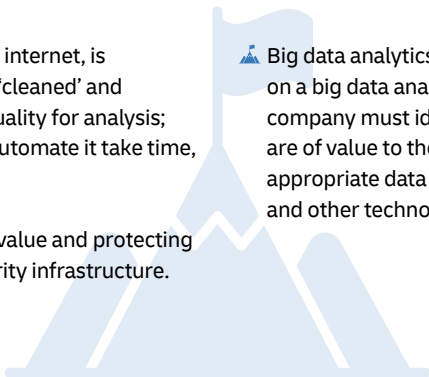 internet, is
‘cleaned’ and
uality for analysis;
utomate it take time,
value and protecting
rity infrastructure.
Big data analytics
on a big data ana
company must id
are of value to the
appropriate data
and other techno